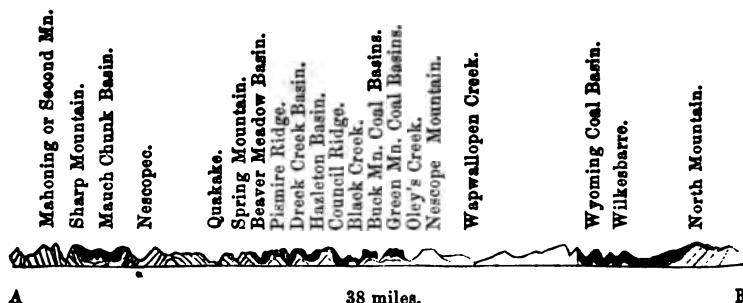 Mahoning or Second Mn.
Sharp Mountain.
Mauch Chunk Basin.
Nescopec.
Quakake.
Spring Mountain.
Beaver Meadow Basin.
Pismire Ridge.
Dreck Creek Basin.
Hazleton Basin.
Council Ridge.
Black Creek.
Buck Mn. Coal Basins.
Green Mn. Coal Basins.
Oley's Creek.
Nescope Mountain.
Wapwallopen Creek.
Wyoming Coal Basin.
Wilkesbarre.
North Mountain.
A 38 miles. B